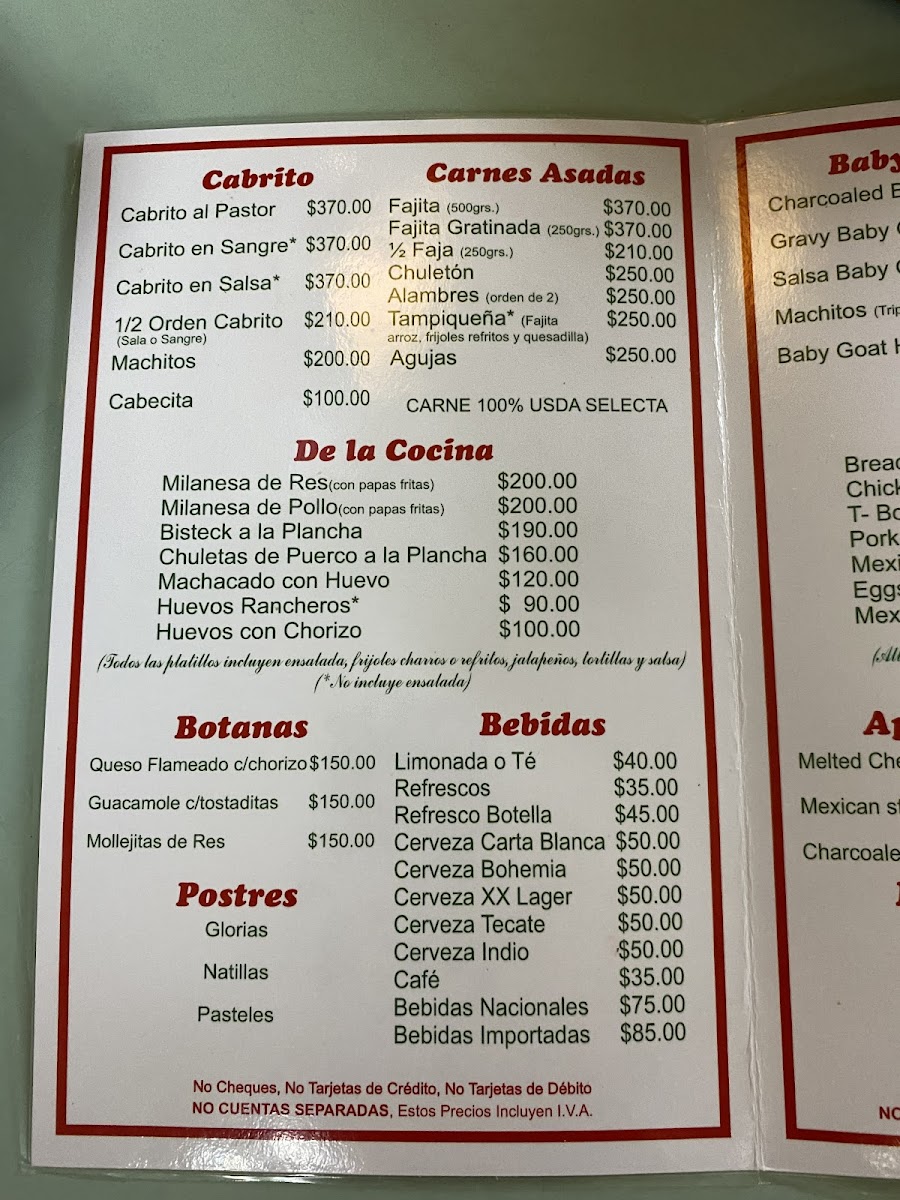 Cabrito
Cabrito al Pastor $370.00
Cabrito en Sangre* $370.00
Cabrito en Salsa* $370.00
1/2 Orden Cabrito $210.00
(Sala o Sangre)
Machitos $200.00
Cabecita $100.00
Carnes Asadas
Fajita (500grs.) $370.00
Fajita Gratinada (250grs.) $370.00
½ Faja (250grs.) $210.00
Chuletón $250.00
Alambres (orden de 2) $250.00
Tampiqueña* (Fajita $250.00
arroz, frijoles refritos y quesadilla)
Agujas $250.00
CARNE 100% USDA SELECTA
De la Cocina
Milanesa de Res(con papas fritas) $200.00
Milanesa de Pollo(con papas fritas) $200.00
Bisteck a la Plancha $190.00
Chuletas de Puerco a la Plancha $160.00
Machacado con Huevo $120.00
Huevos Rancheros* $ 90.00
Huevos con Chorizo $100.00
(Todos las platillos incluyen ensalada, frijoles charros o refritos, jalapeños, tortillas y salsa)
(*No incluye ensalada)
Botanas
Queso Flameado c/chorizo $150.00
Guacamole c/tostaditas $150.00
Mollejitas de Res $150.00
Postres
Glorias
Natillas
Pasteles
Bebidas
Limonada o Té $40.00
Refrescos $35.00
Refresco Botella $45.00
Cerveza Carta Blanca $50.00
Cerveza Bohemia $50.00
Cerveza XX Lager $50.00
Cerveza Tecate $50.00
Cerveza Indio $50.00
Café $35.00
Bebidas Nacionales $75.00
Bebidas Importadas $85.00
No Cheques, No Tarjetas de Crédito, No Tarjetas de Débito
NO CUENTAS SEPARADAS, Estos Precios Incluyen I.V.A.
Baby
Charcoaled
Gravy Baby
Salsa Baby
Machitos
Baby Goat
T-
Pork
Melted
Mexican